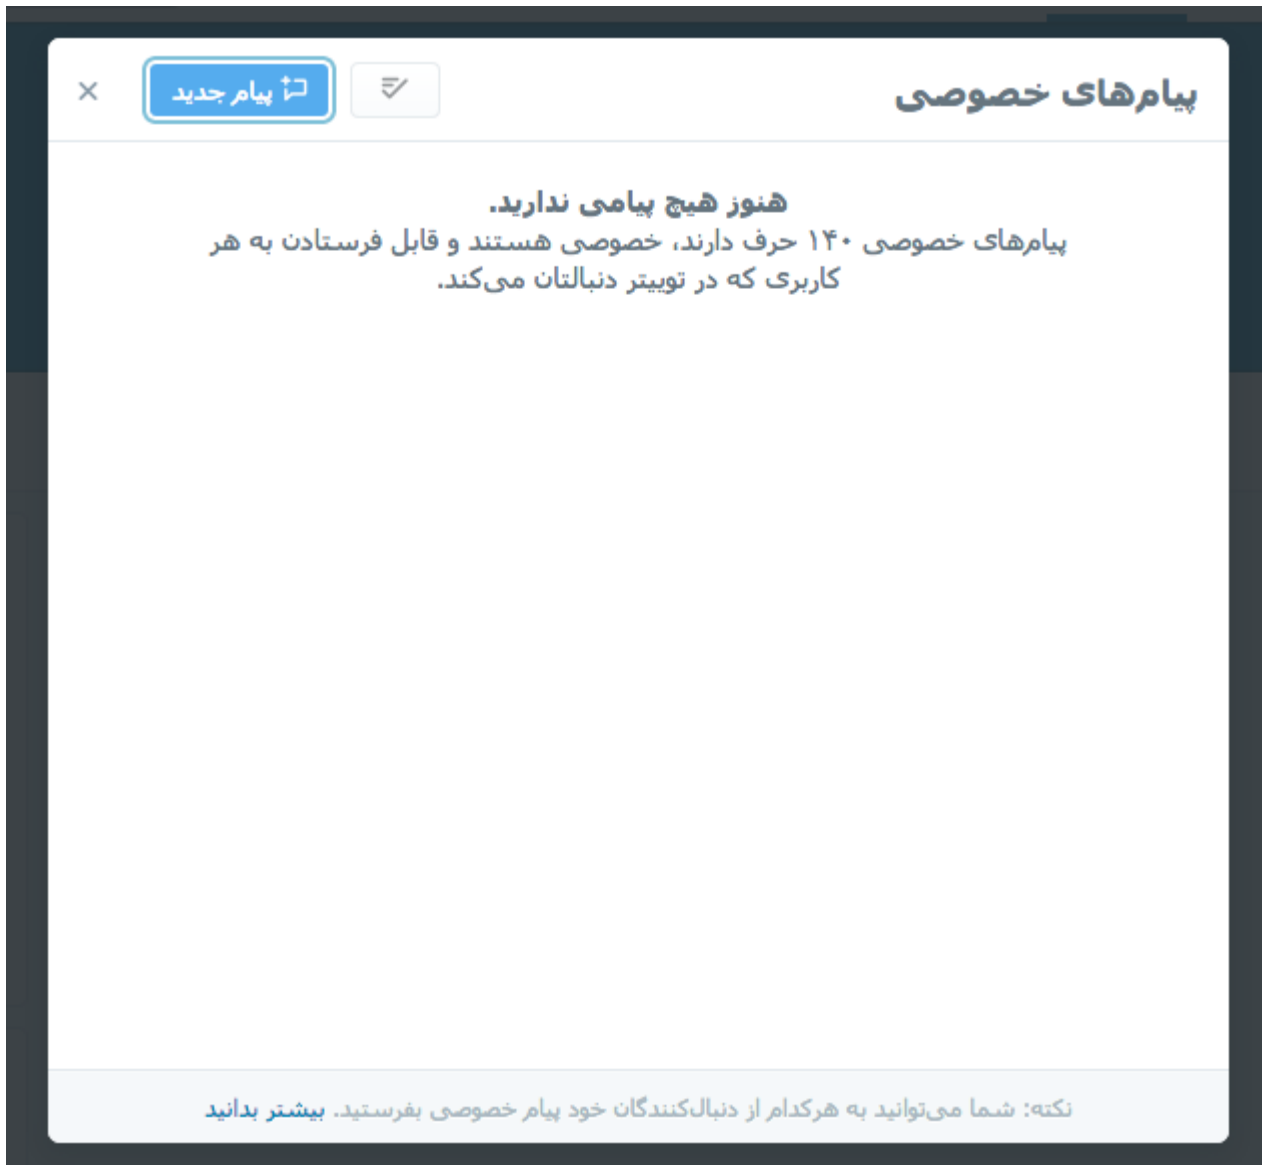 پیام‌های خصوصی
پیام جدید
هنوز هیچ پیامی ندارید.
پیام‌های خصوصی ۱۴۰ حرف دارند، خصوصی هستند و قابل فرستادن به هر
کاربری که در توییتر دنبالتان می‌کند.
نکته: شما می‌توانید به هرکدام از دنبال‌کنندگان خود پیام خصوصی بفرستید. بیشتر بدانید